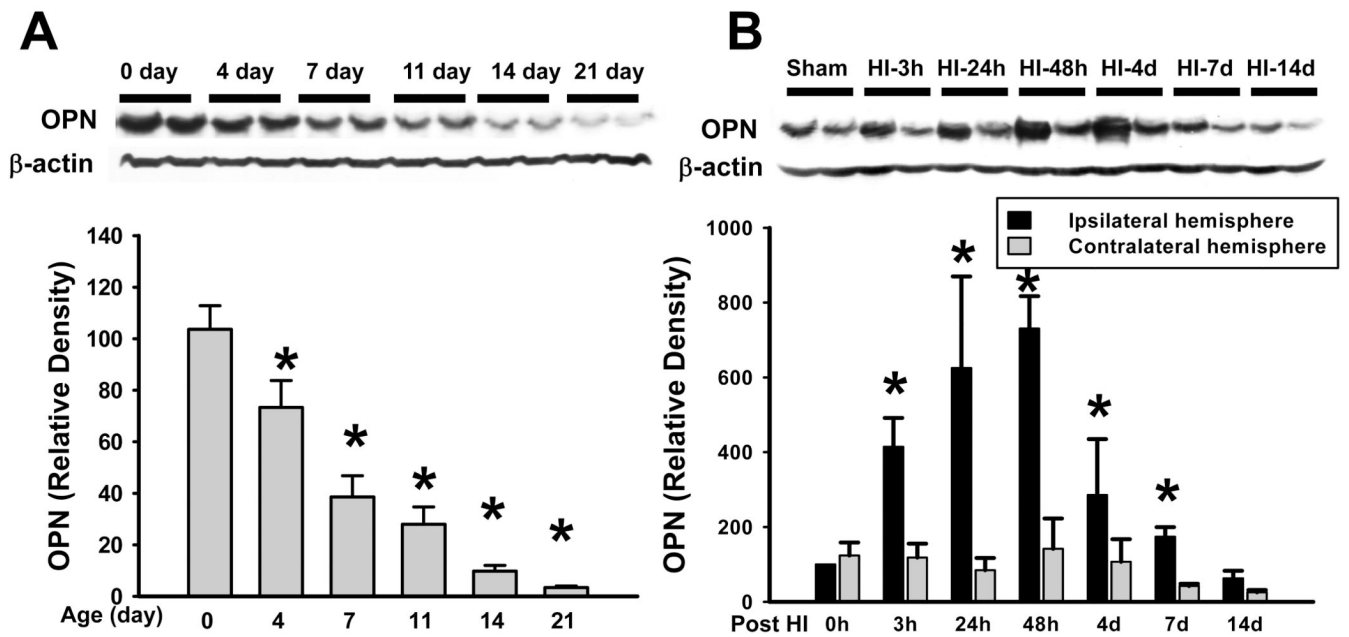 A
0 day 4 day 7 day 11 day 14 day 21 day
OPN
β-actin
OPN (Relative Density)
140
120
100
80
60
40
20
0
* * * * *
Age (day) 0 4 7 11 14 21
B
Sham HI-3h HI-24h HI-48h HI-4d HI-7d HI-14d
OPN
β-actin
Ipsilateral hemisphere
Contralateral hemisphere
OPN (Relative Density)
1000
800
600
400
200
0
* * * * *
Post HI 0h 3h 24h 48h 4d 7d 14d